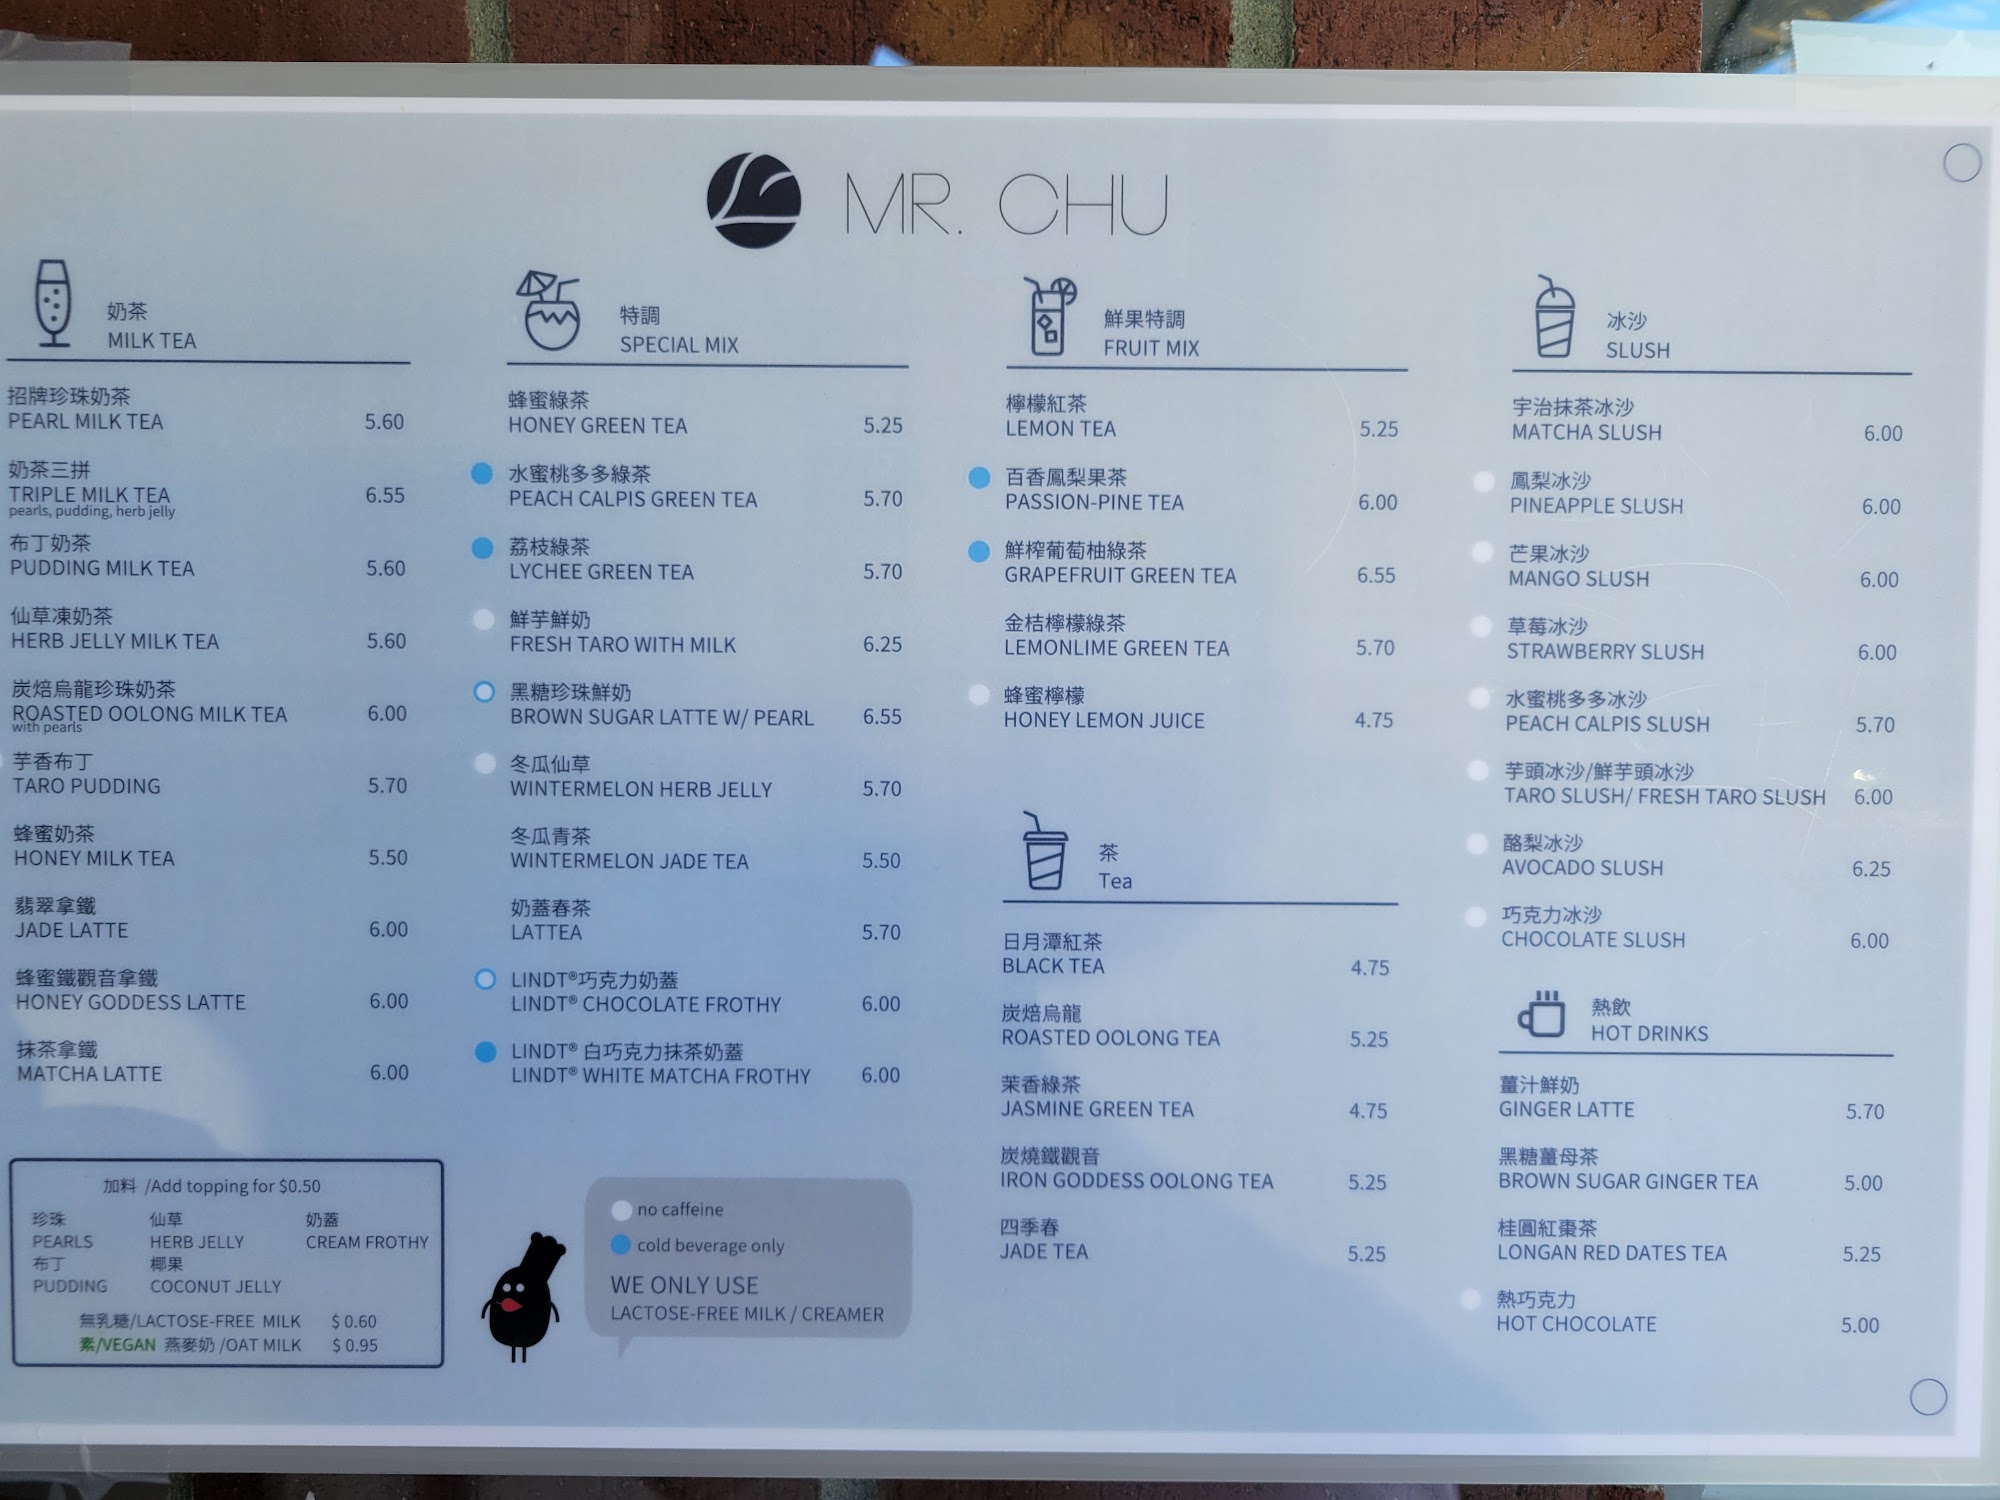 MR. CHU
奶茶
MILK TEA
招牌珍珠奶茶
PEARL MILK TEA 5.60
奶茶三拼
TRIPLE MILK TEA 6.55
pearls, pudding, herb jelly
布丁奶茶
PUDDING MILK TEA 5.60
仙草凍奶茶
HERB JELLY MILK TEA 5.60
炭焙烏龍珍珠奶茶
ROASTED OOLONG MILK TEA 6.00
with pearls
芋香布丁
TARO PUDDING 5.70
蜂蜜奶茶
HONEY MILK TEA 5.50
翡翠拿鐵
JADE LATTE 6.00
蜂蜜鐵觀音拿鐵
HONEY GODDESS LATTE 6.00
抹茶拿鐵
MATCHA LATTE 6.00
加料 /Add topping for $0.50
珍珠 仙草 奶蓋
PEARLS HERB JELLY CREAM FROTHY
布丁 椰果
PUDDING COCONUT JELLY
無乳糖/LACTOSE-FREE MILK $ 0.60
素/VEGAN 燕麥奶 /OAT MILK $ 0.95
特調
SPECIAL MIX
蜂蜜綠茶
HONEY GREEN TEA 5.25
水蜜桃多多綠茶
PEACH CALPIS GREEN TEA 5.70
荔枝綠茶
LYCHEE GREEN TEA 5.70
鮮芋鮮奶
FRESH TARO WITH MILK 6.25
黑糖珍珠鮮奶
BROWN SUGAR LATTE W/ PEARL 6.55
冬瓜仙草
WINTERMELON HERB JELLY 5.70
冬瓜青茶
WINTERMELON JADE TEA 5.50
奶蓋春茶
LATTEA 5.70
LINDT®巧克力奶蓋
LINDT® CHOCOLATE FROTHY 6.00
LINDT® 白巧克力抹茶奶蓋
LINDT® WHITE MATCHA FROTHY 6.00
no caffeine
cold beverage only
WE ONLY USE
LACTOSE-FREE MILK / CREAMER
鮮果特調
FRUIT MIX
檸檬紅茶
LEMON TEA 5.25
百香鳳梨果茶
PASSION-PINE TEA 6.00
鮮榨葡萄柚綠茶
GRAPEFRUIT GREEN TEA 6.55
金桔檸檬綠茶
LEMONLIME GREEN TEA 5.70
蜂蜜檸檬
HONEY LEMON JUICE 4.75
茶
Tea
日月潭紅茶
BLACK TEA 4.75
炭焙烏龍
ROASTED OOLONG TEA 5.25
茉香綠茶
JASMINE GREEN TEA 4.75
炭燒鐵觀音
IRON GODDESS OOLONG TEA 5.25
四季春
JADE TEA 5.25
冰沙
SLUSH
宇治抹茶冰沙
MATCHA SLUSH 6.00
鳳梨冰沙
PINEAPPLE SLUSH 6.00
芒果冰沙
MANGO SLUSH 6.00
草莓冰沙
STRAWBERRY SLUSH 6.00
水蜜桃多多冰沙
PEACH CALPIS SLUSH 5.70
芋頭冰沙/鮮芋頭冰沙
TARO SLUSH/ FRESH TARO SLUSH 6.00
酪梨冰沙
AVOCADO SLUSH 6.25
巧克力冰沙
CHOCOLATE SLUSH 6.00
熱飲
HOT DRINKS
薑汁鮮奶
GINGER LATTE 5.70
黑糖薑母茶
BROWN SUGAR GINGER TEA 5.00
桂圓紅棗茶
LONGAN RED DATES TEA 5.25
熱巧克力
HOT CHOCOLATE 5.00